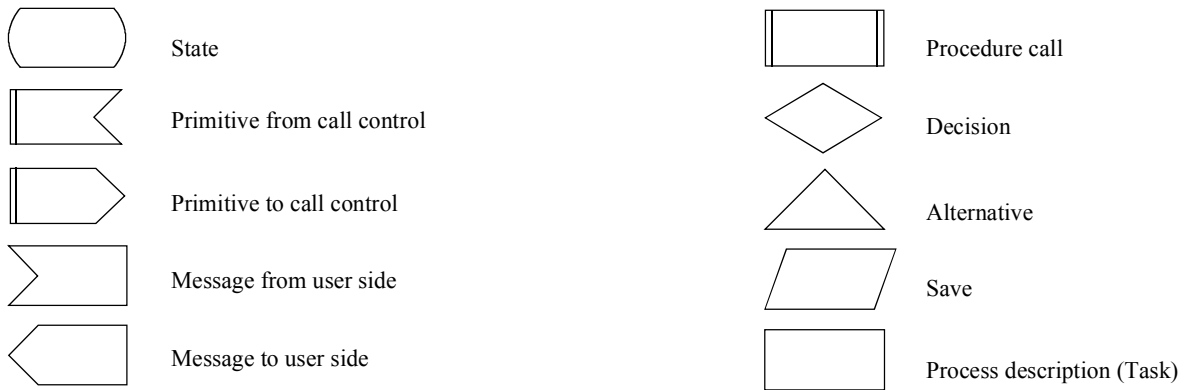 State
Primitive from call control
Primitive to call control
Message from user side
Message to user side
Procedure call
Decision
Alternative
Save
Process description (Task)